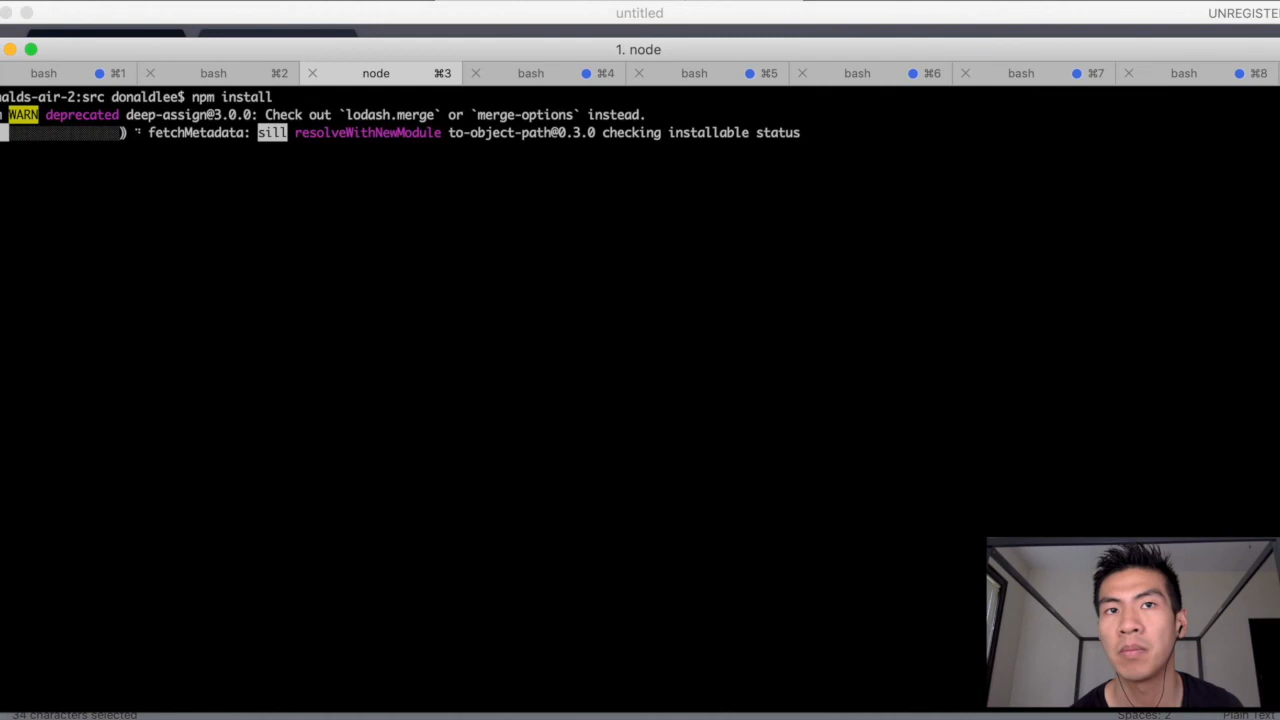 untitled
UNREGISTE
1. node
bash ⌘1
bash ⌘2
node ⌘3
bash ⌘4
bash ⌘5
bash ⌘6
bash ⌘7
bash ⌘8
alds-air-2:src donaldlee$ npm install
WARN deprecated deep-assign@3.0.0: Check out `lodash.merge` or `merge-options` instead.
) ⠙ fetchMetadata: sill resolveWithNewModule to-object-path@0.3.0 checking installable status
34 characters selected
Spaces: 2
Plain Text